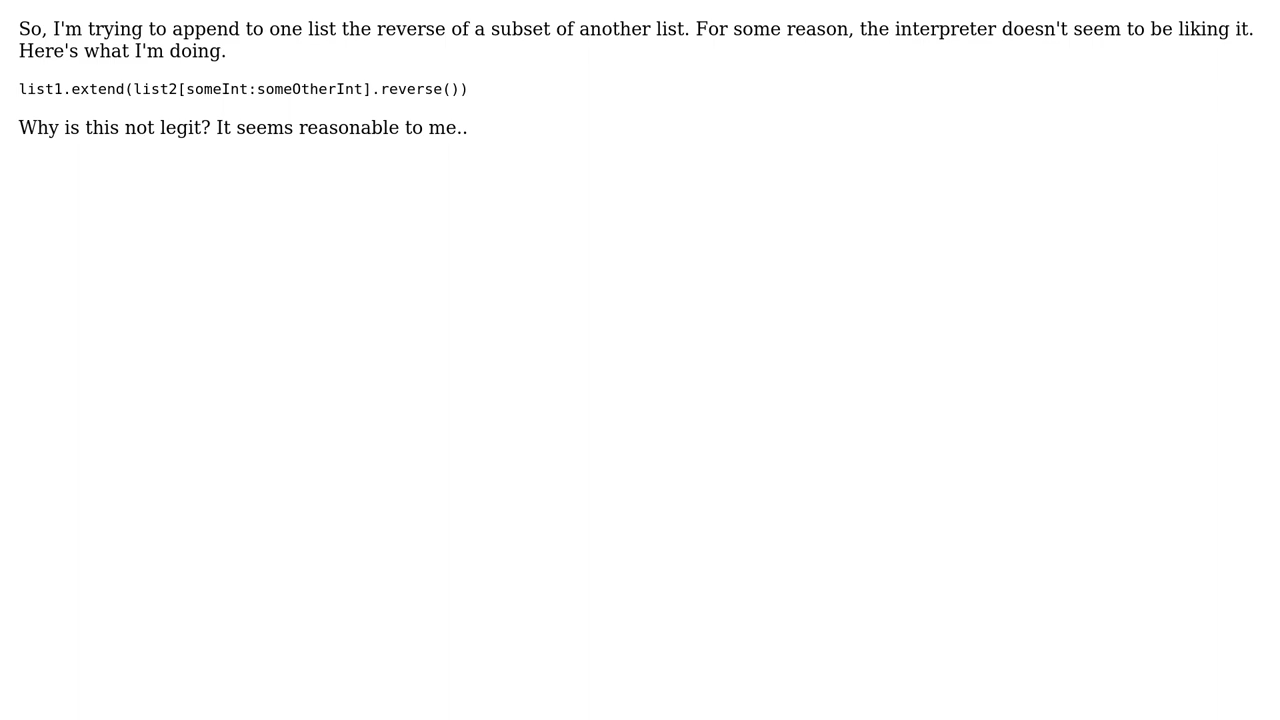 So, I'm trying to append to one list the reverse of a subset of another list. For some reason, the interpreter doesn't seem to be liking it.
Here's what I'm doing.
list1.extend(list2[someInt:someOtherInt].reverse())
Why is this not legit? It seems reasonable to me..